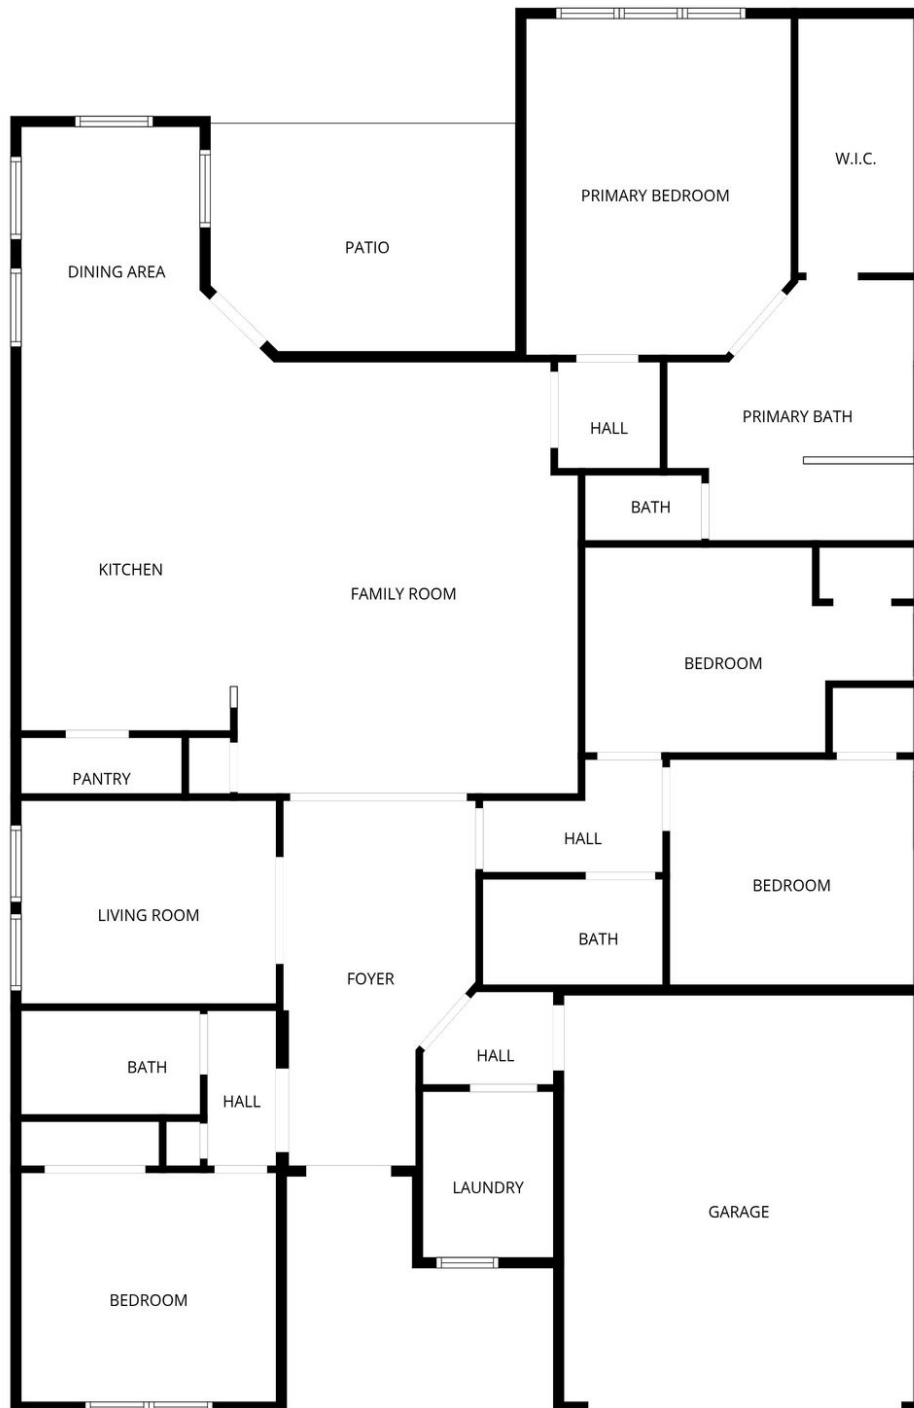 W.I.C.
PRIMARY BEDROOM
PATIO
DINING AREA
PRIMARY BATH
HALL
BATH
KITCHEN
FAMILY ROOM
BEDROOM
PANTRY
HALL
BEDROOM
LIVING ROOM
BATH
FOYER
HALL
BATH
HALL
LAUNDRY
GARAGE
BEDROOM